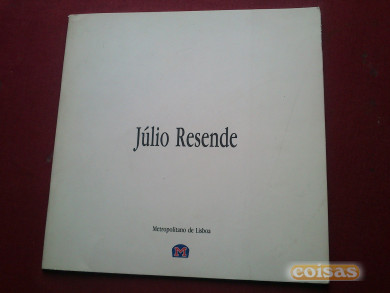 Júlio Resende
Metropolitano de Lisboa
M
coisas